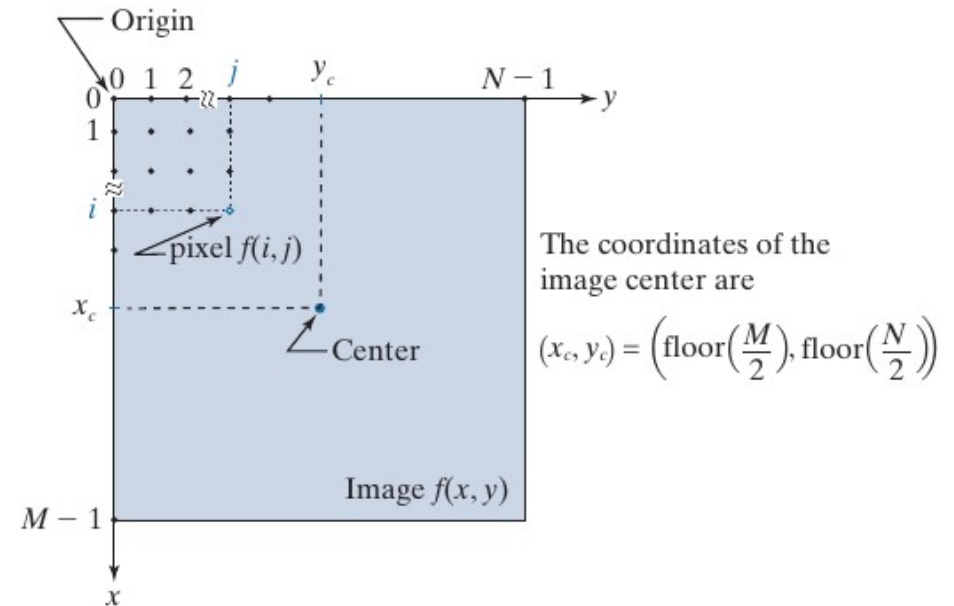 Origin
0 1 2 j y_c N − 1 y
0
1
i
pixel f(i, j)
x_c
Center
The coordinates of the
image center are
(x_c, y_c) = (floor(M/2), floor(N/2))
Image f(x, y)
M − 1
x